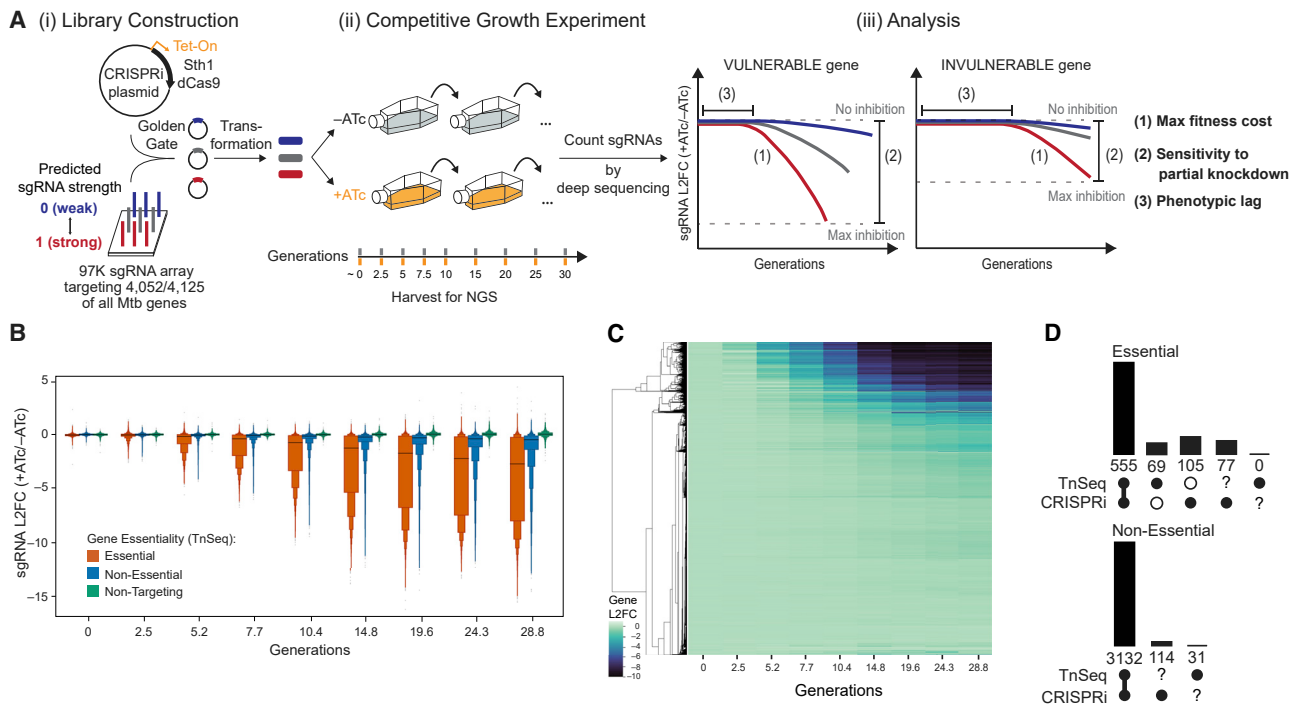 A (i) Library Construction
Tet-On
Sth1
dCas9
CRISPRi
plasmid
Golden
Gate
Trans-
formation
Predicted
sgRNA strength
0 (weak)
1 (strong)
97K sgRNA array
targeting 4,052/4,125
of all Mtb genes
(ii) Competitive Growth Experiment
–ATc
...
+ATc
...
Count sgRNAs
by
deep sequencing
Generations
~ 0 2.5 5 7.5 10 15 20 25 30
Harvest for NGS
(iii) Analysis
VULNERABLE gene
sgRNA L2FC (+ATc/–ATc)
(3)
No inhibition
(1)
(2)
Max inhibition
Generations
INVULNERABLE gene
(3)
No inhibition
(1)
(2)
Max inhibition
Generations
(1) Max fitness cost
(2) Sensitivity to
partial knockdown
(3) Phenotypic lag
B
sgRNA L2FC (+ATc/–ATc)
5
0
−5
−10
−15
Gene Essentiality (TnSeq):
Essential
Non-Essential
Non-Targeting
0 2.5 5.2 7.7 10.4 14.8 19.6 24.3 28.8
Generations
C
Gene
L2FC
0
−2
−4
−6
−8
−10
0 2.5 5.2 7.7 10.4 14.8 19.6 24.3 28.8
Generations
D
Essential
555 69 105 77 0
TnSeq ?
CRISPRi ?
Non-Essential
3132 114 31
TnSeq ?
CRISPRi ?